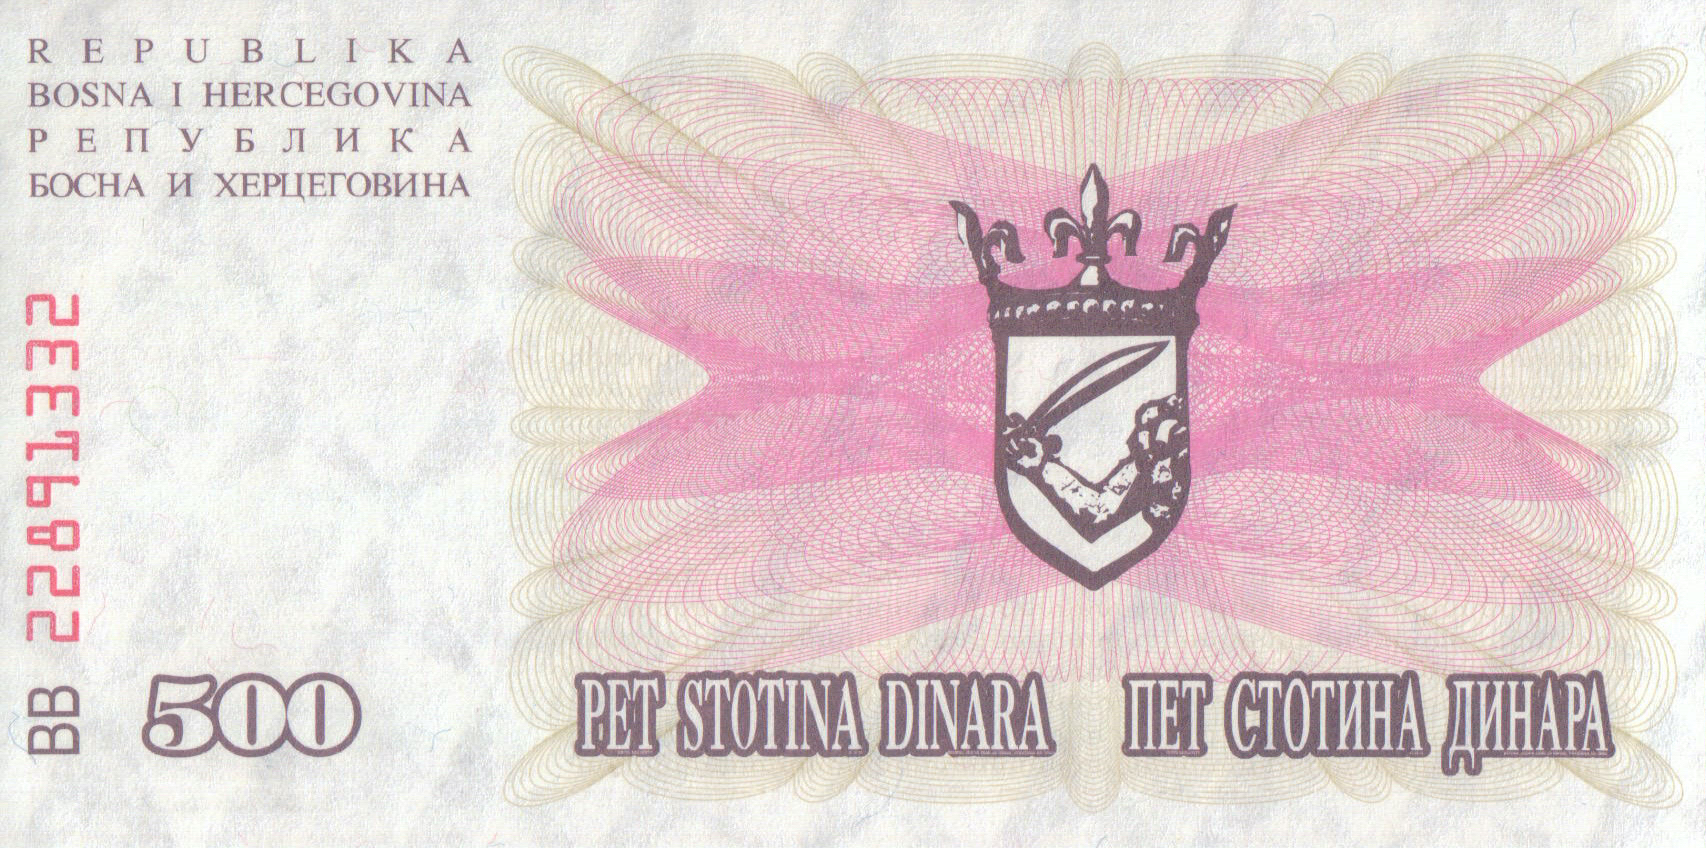 REPUBLIKA
BOSNA I HERCEGOVINA
РЕПУБЛИКА
БОСНА И ХЕРЦЕГОВИНА
BB 22891332
500
PET STOTINA DINARA ПЕТ СТОТИНА ДИНАРА